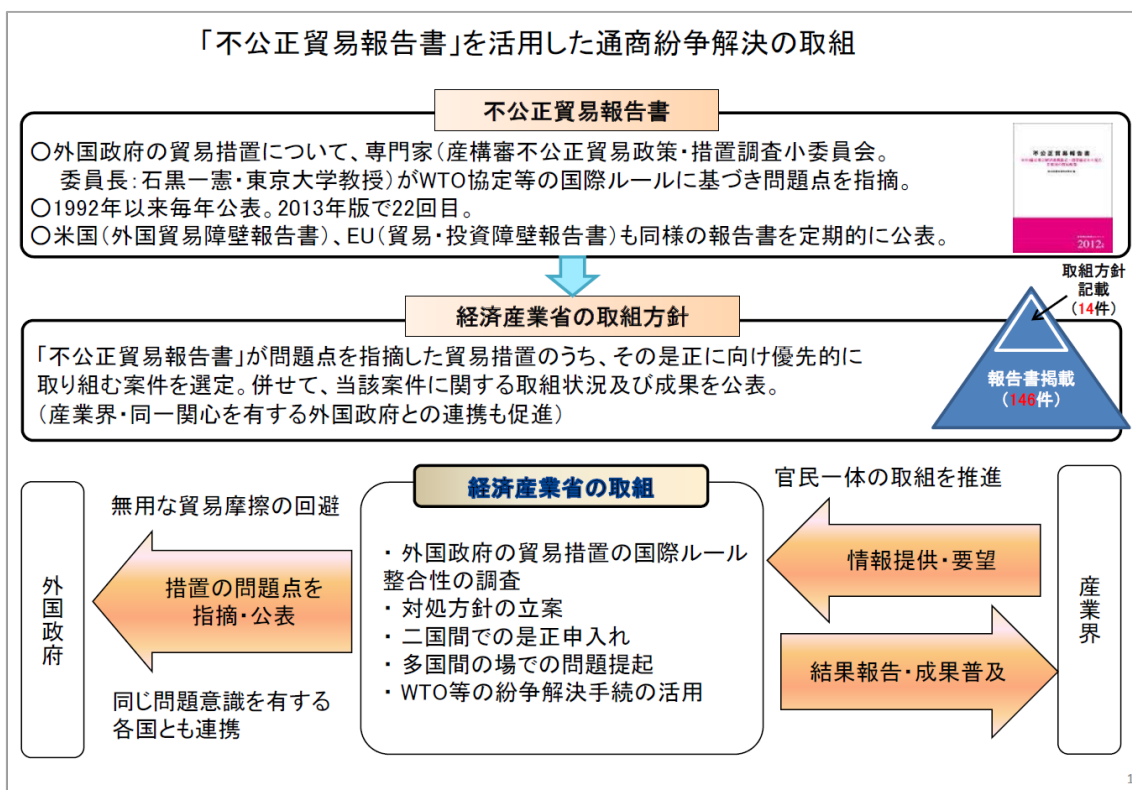 「不公正貿易報告書」を活用した通商紛争解決の取組
不公正貿易報告書
○外国政府の貿易措置について、専門家（産構審不公正貿易政策・措置調査小委員会。
委員長：石黒一憲・東京大学教授）がWTO協定等の国際ルールに基づき問題点を指摘。
○1992年以来毎年公表。2013年版で22回目。
○米国（外国貿易障壁報告書）、EU（貿易・投資障壁報告書）も同様の報告書を定期的に公表。
不公正貿易報告書
2012
取組方針
記載
（14件）
経済産業省の取組方針
「不公正貿易報告書」が問題点を指摘した貿易措置のうち、その是正に向け優先的に
取り組む案件を選定。併せて、当該案件に関する取組状況及び成果を公表。
（産業界・同一関心を有する外国政府との連携も促進）
報告書掲載
（146件）
外国政府
無用な貿易摩擦の回避
措置の問題点を
指摘・公表
同じ問題意識を有する
各国とも連携
経済産業省の取組
・ 外国政府の貿易措置の国際ルール
整合性の調査
・ 対処方針の立案
・ 二国間での是正申入れ
・ 多国間の場での問題提起
・ WTO等の紛争解決手続の活用
官民一体の取組を推進
情報提供・要望
結果報告・成果普及
産業界
1